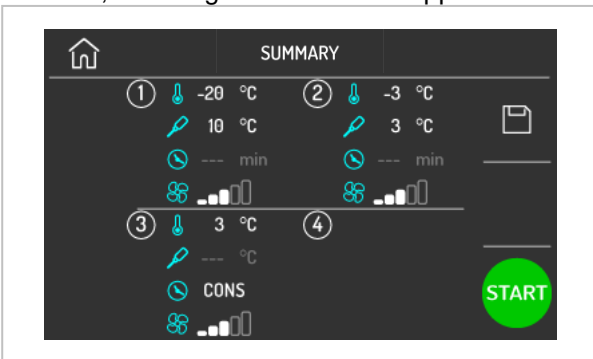 SUMMARY
1 -20 °C
10 °C
--- min
2 -3 °C
3 °C
--- min
3 3 °C
--- °C
CONS
4
START